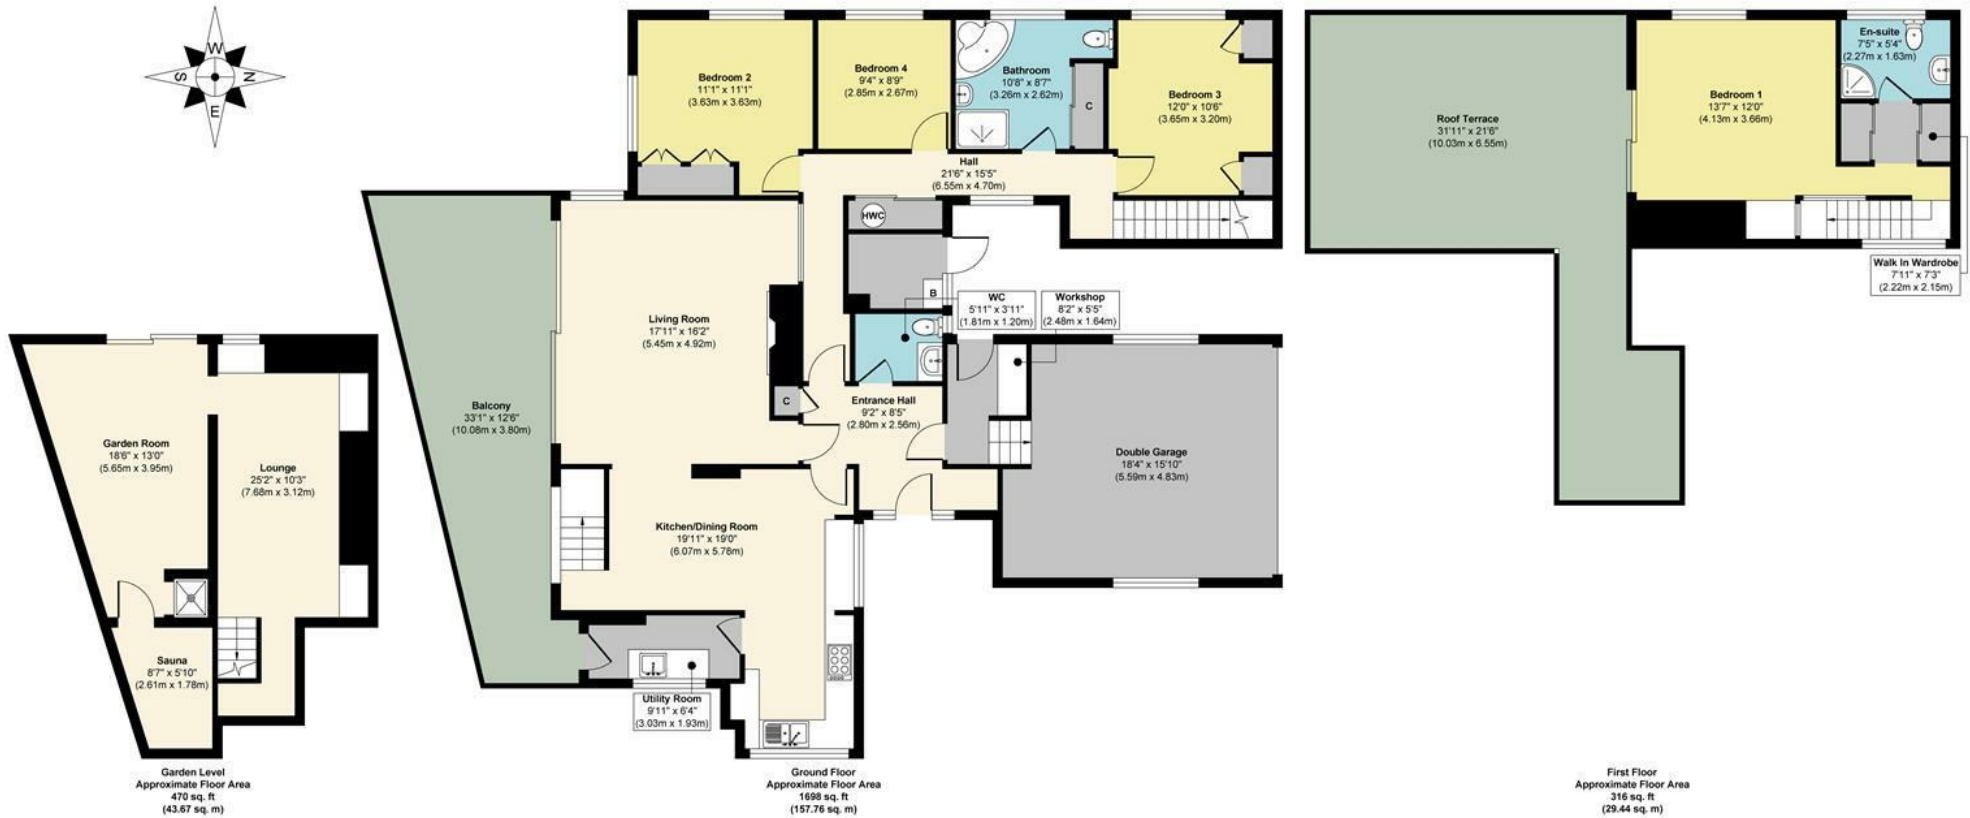 W
S
N
E
Garden Room
18'6" x 13'0"
(5.65m x 3.95m)
Lounge
25'2" x 10'3"
(7.68m x 3.12m)
Sauna
8'7" x 5'10"
(2.61m x 1.78m)
Garden Level
Approximate Floor Area
470 sq. ft
(43.67 sq. m)
Bedroom 2
11'1" x 11'1"
(3.63m x 3.63m)
Bedroom 4
9'4" x 8'9"
(2.85m x 2.67m)
Bathroom
10'8" x 8'7"
(3.26m x 2.62m)
C
Bedroom 3
12'0" x 10'6"
(3.65m x 3.20m)
Hall
21'6" x 15'5"
(6.55m x 4.70m)
HWC
B
WC
5'11" x 3'11"
(1.81m x 1.20m)
Workshop
8'2" x 5'5"
(2.48m x 1.64m)
Living Room
17'11" x 16'2"
(5.45m x 4.92m)
Balcony
33'1" x 12'6"
(10.08m x 3.80m)
C
Entrance Hall
9'2" x 8'5"
(2.80m x 2.56m)
Double Garage
18'4" x 15'10"
(5.59m x 4.83m)
Kitchen/Dining Room
19'11" x 19'0"
(6.07m x 5.78m)
Utility Room
9'11" x 6'4"
(3.03m x 1.93m)
Ground Floor
Approximate Floor Area
1698 sq. ft
(157.76 sq. m)
Roof Terrace
31'11" x 21'6"
(10.03m x 6.55m)
Bedroom 1
13'7" x 12'0"
(4.13m x 3.66m)
En-suite
7'5" x 5'4"
(2.27m x 1.63m)
Walk In Wardrobe
7'11" x 7'3"
(2.22m x 2.15m)
First Floor
Approximate Floor Area
316 sq. ft
(29.44 sq. m)